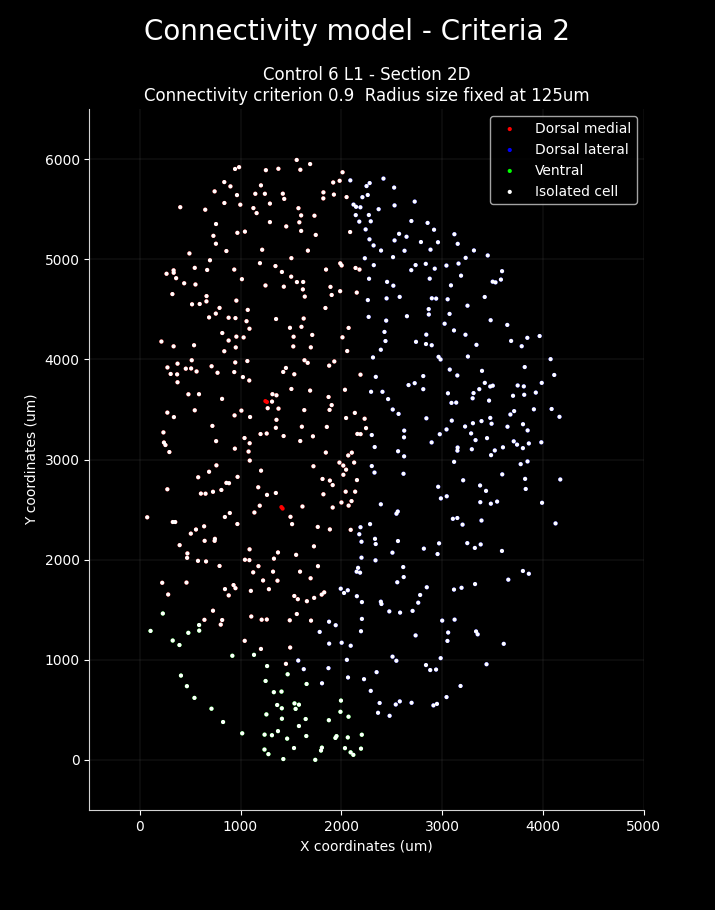 Connectivity model - Criteria 2
Control 6 L1 - Section 2D
Connectivity criterion 0.9  Radius size fixed at 125um
Dorsal medial
Dorsal lateral
Ventral
Isolated cell
6000
5000
4000
3000
2000
1000
0
Y coordinates (um)
0 1000 2000 3000 4000 5000
X coordinates (um)